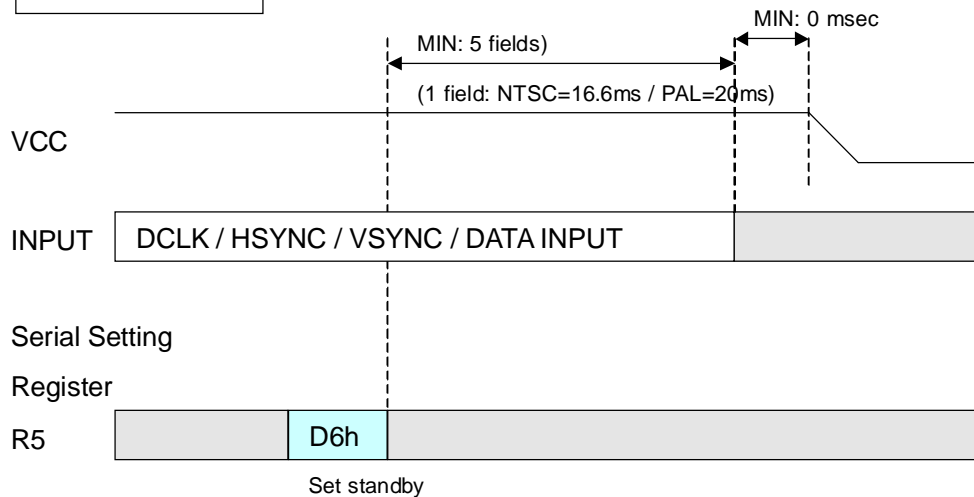 MIN: 0 msec
MIN: 5 fields)
(1 field: NTSC=16.6ms / PAL=20ms)
VCC
INPUT DCLK / HSYNC / VSYNC / DATA INPUT
Serial Setting
Register
R5 D6h
Set standby